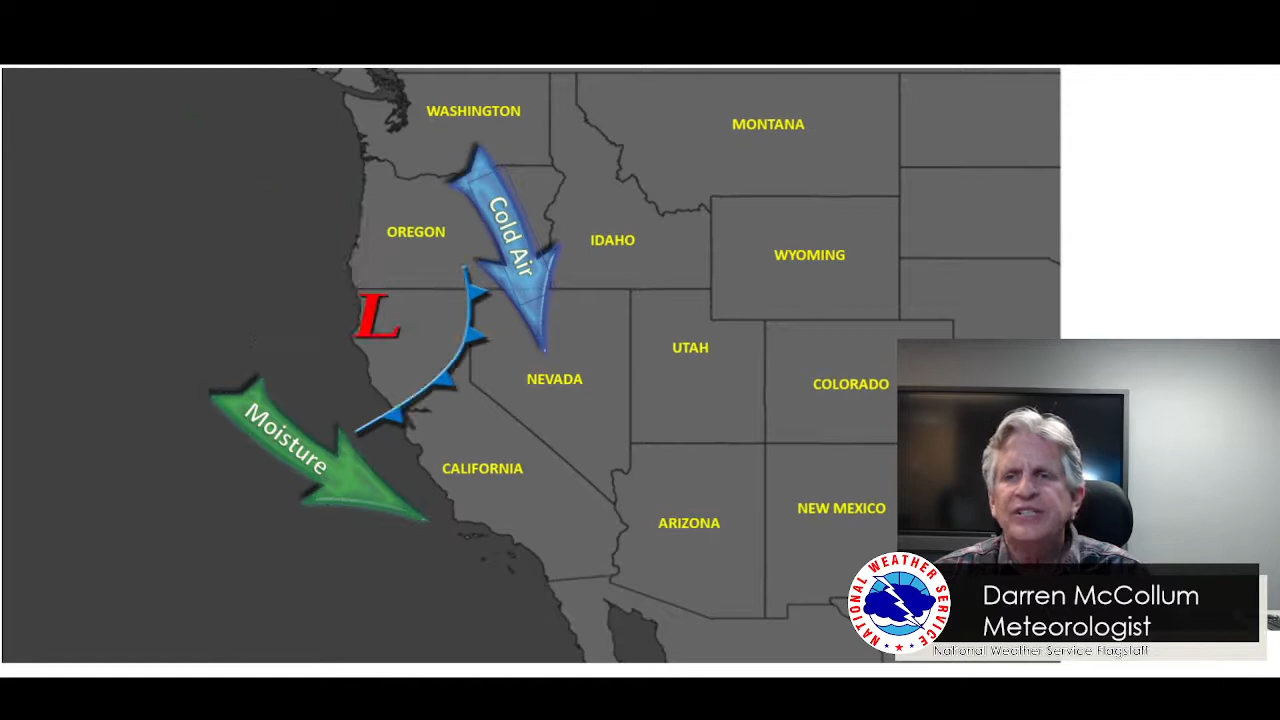 WASHINGTON
MONTANA
Cold Air
OREGON
IDAHO
WYOMING
L
UTAH
NEVADA
COLORADO
Moisture
CALIFORNIA
ARIZONA
NEW MEXICO
NATIONAL WEATHER SERVICE
Darren McCollum
Meteorologist
National Weather Service Flagstaff